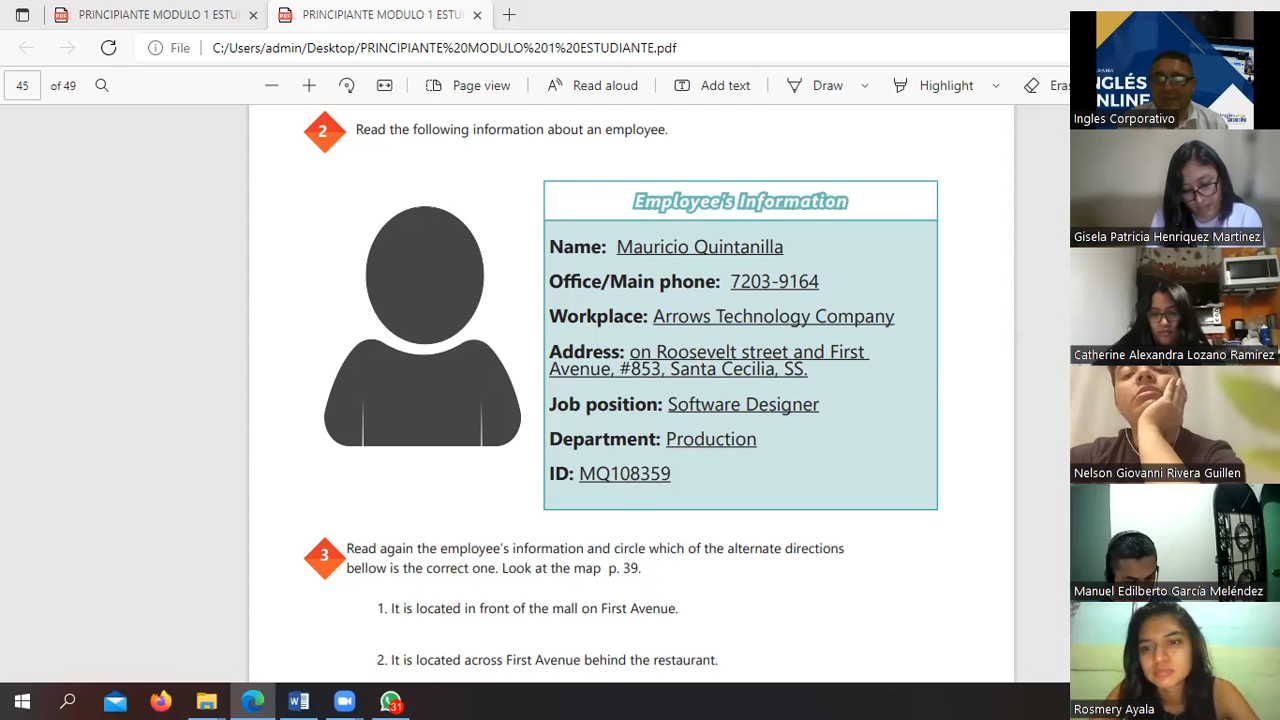 PRINCIPIANTE MODULO 1 ESTU
PRINCIPIANTE MODULO 1 ESTU
File
C:/Users/admin/Desktop/PRINCIPIANTE%20MODULO%201%20ESTUDIANTE.pdf
45 of 49
Page view
Read aloud
Add text
Draw
Highlight
Eras
2 Read the following information about an employee.
Employee's Information
Name: Mauricio Quintanilla
Office/Main phone: 7203-9164
Workplace: Arrows Technology Company
Address: on Roosevelt street and First
Avenue, #853, Santa Cecilia, SS.
Job position: Software Designer
Department: Production
ID: MQ108359
3 Read again the employee's information and circle which of the alternate directions
bellow is the correct one. Look at the map p. 39.
1. It is located in front of the mall on First Avenue.
2. It is located across First Avenue behind the restaurant.
31
NGLÉS
NLINE
Ingles Corporativo
Gisela Patricia Henriquez Martinez
Catherine Alexandra Lozano Ramirez
Nelson Giovanni Rivera Guillen
Manuel Edilberto García Meléndez
Rosmery Ayala